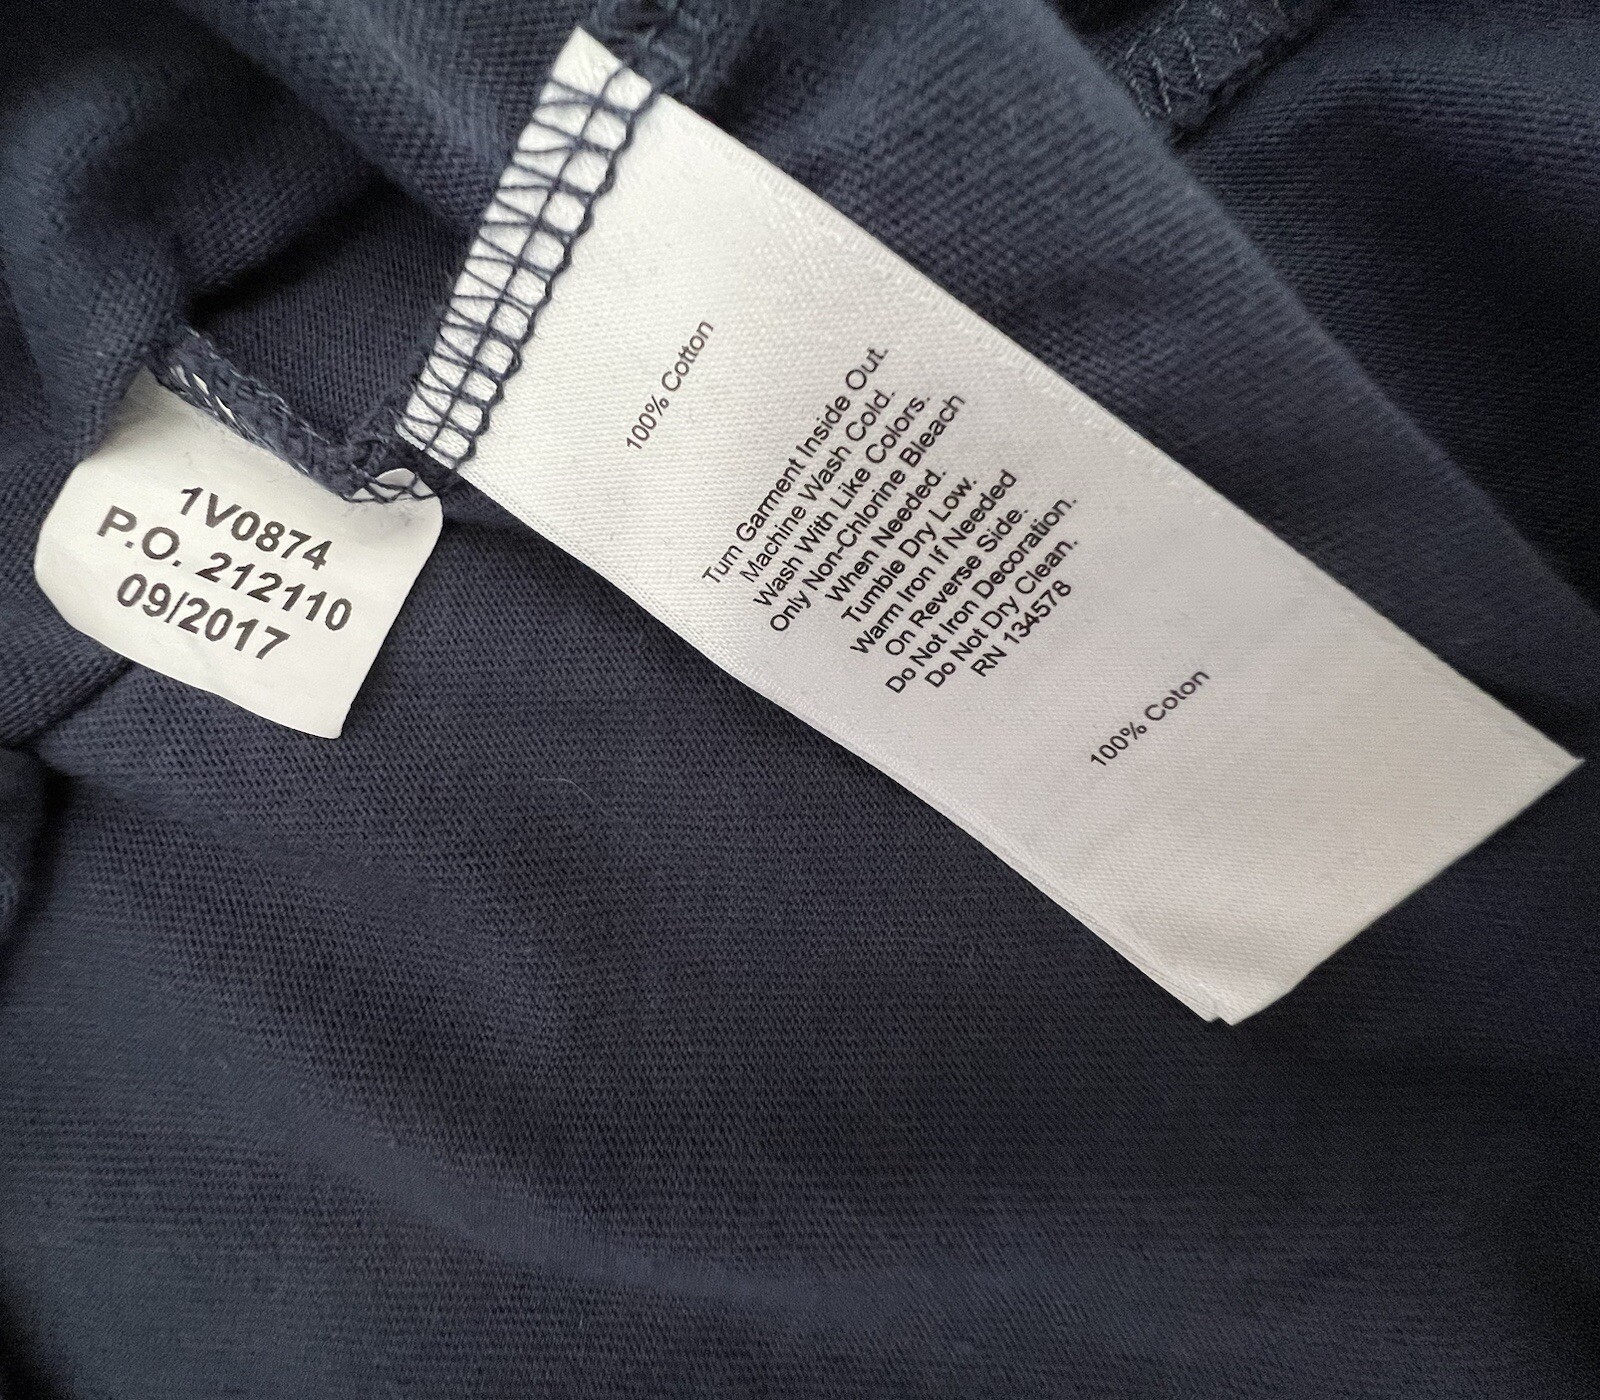 1V0874
P.O. 212110
09/2017
100% Cotton
Turn Garment Inside Out.
Machine Wash Cold.
Wash With Like Colors.
Only Non-Chlorine Bleach
When Needed.
Tumble Dry Low.
Warm Iron If Needed
On Reverse Side.
Do Not Iron Decoration.
Do Not Dry Clean.
RN 134578
100% Coton